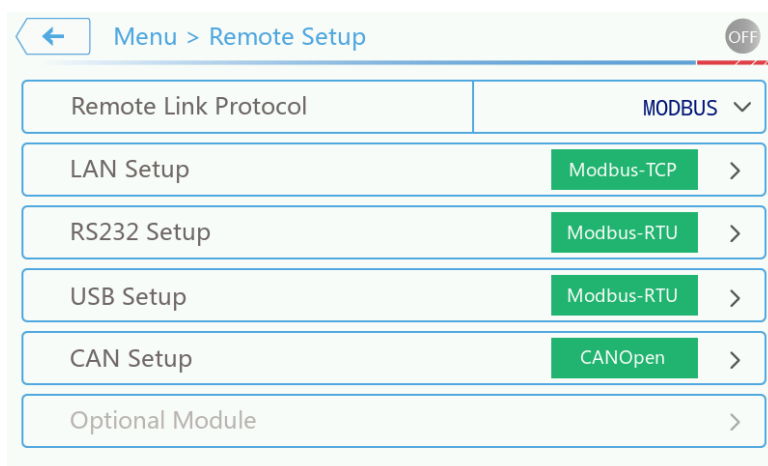 Menu > Remote Setup
OFF
Remote Link Protocol MODBUS
LAN Setup Modbus-TCP
RS232 Setup Modbus-RTU
USB Setup Modbus-RTU
CAN Setup CANOpen
Optional Module